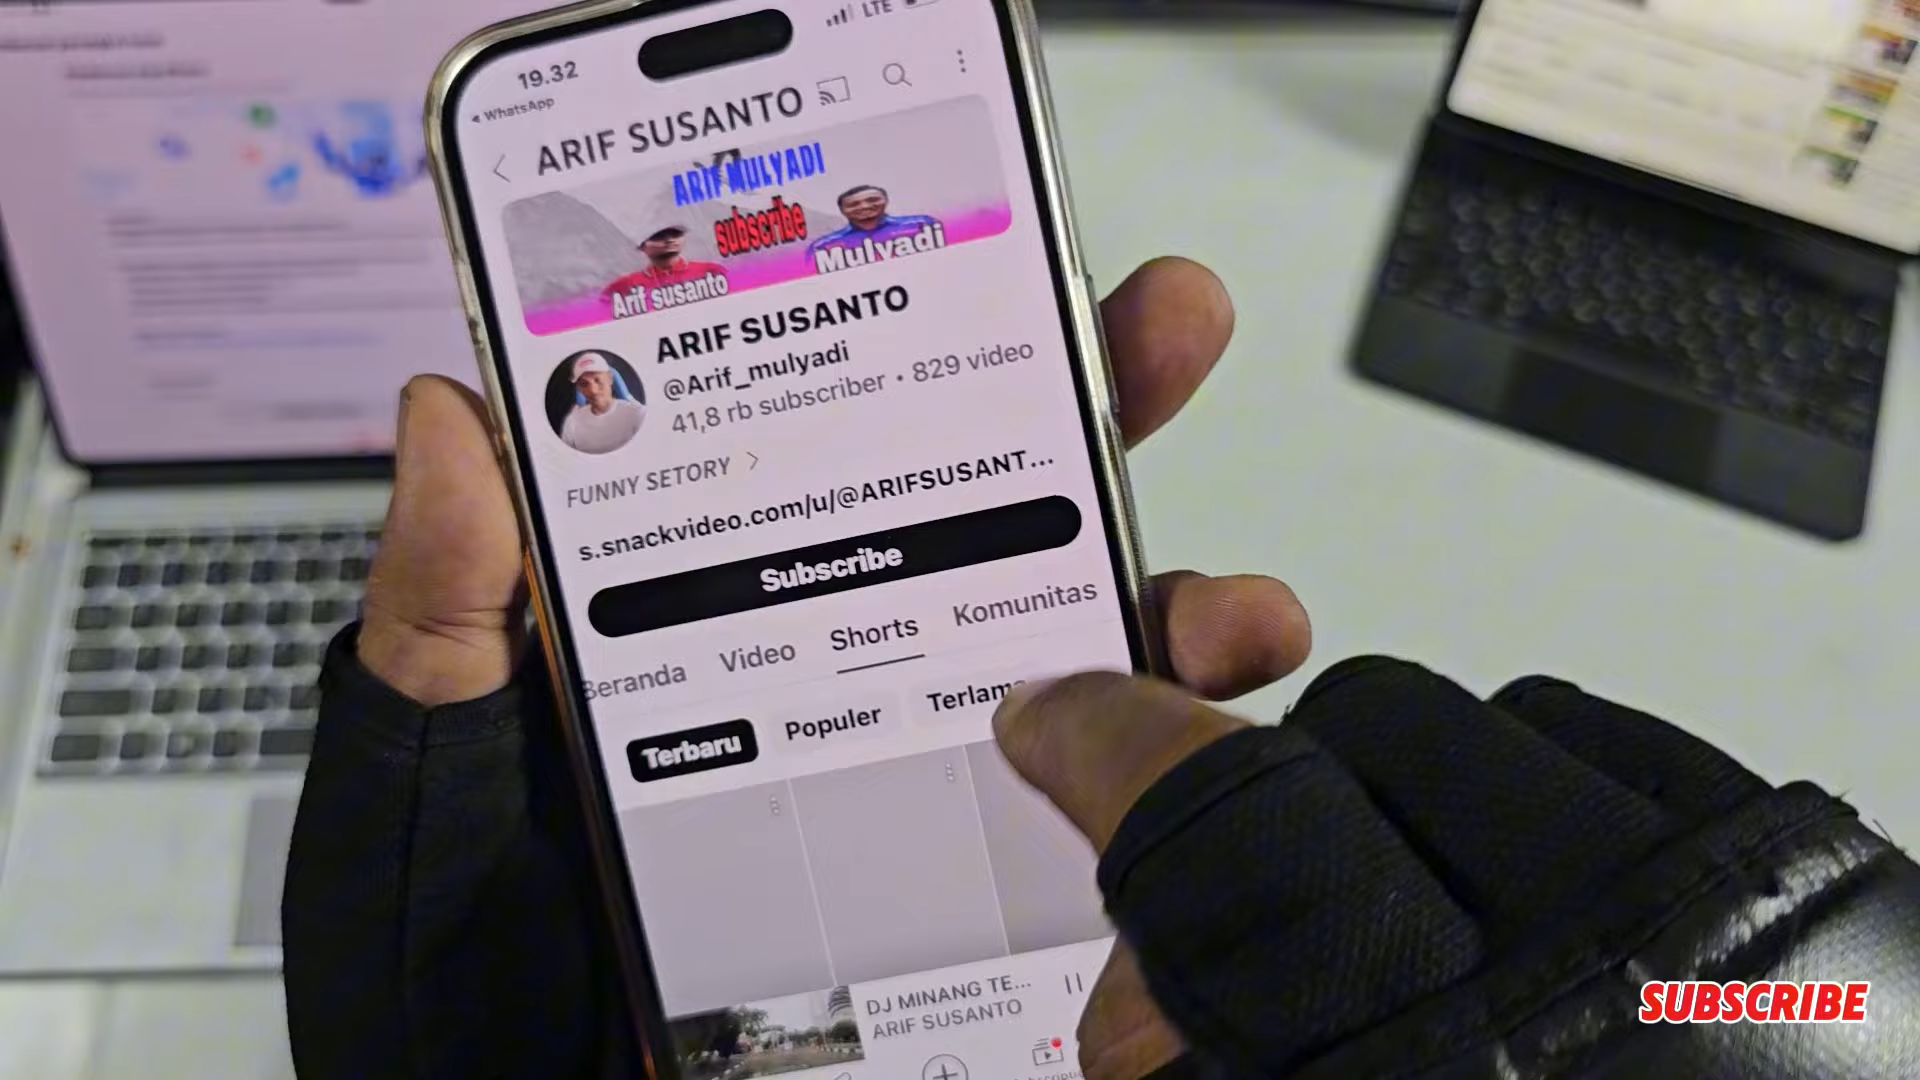 19.32
LTE
WhatsApp
ARIF SUSANTO
ARIF MULYADI
subscribe
Arif susanto
Mulyadi
ARIF SUSANTO
@Arif_mulyadi
41,8 rb subscriber • 829 video
FUNNY SETORY
s.snackvideo.com/u/@ARIFSUSANT...
Subscribe
Beranda Video Shorts Komunitas
Terbaru Populer Terlama
DJ MINANG TE...
ARIF SUSANTO
SUBSCRIBE